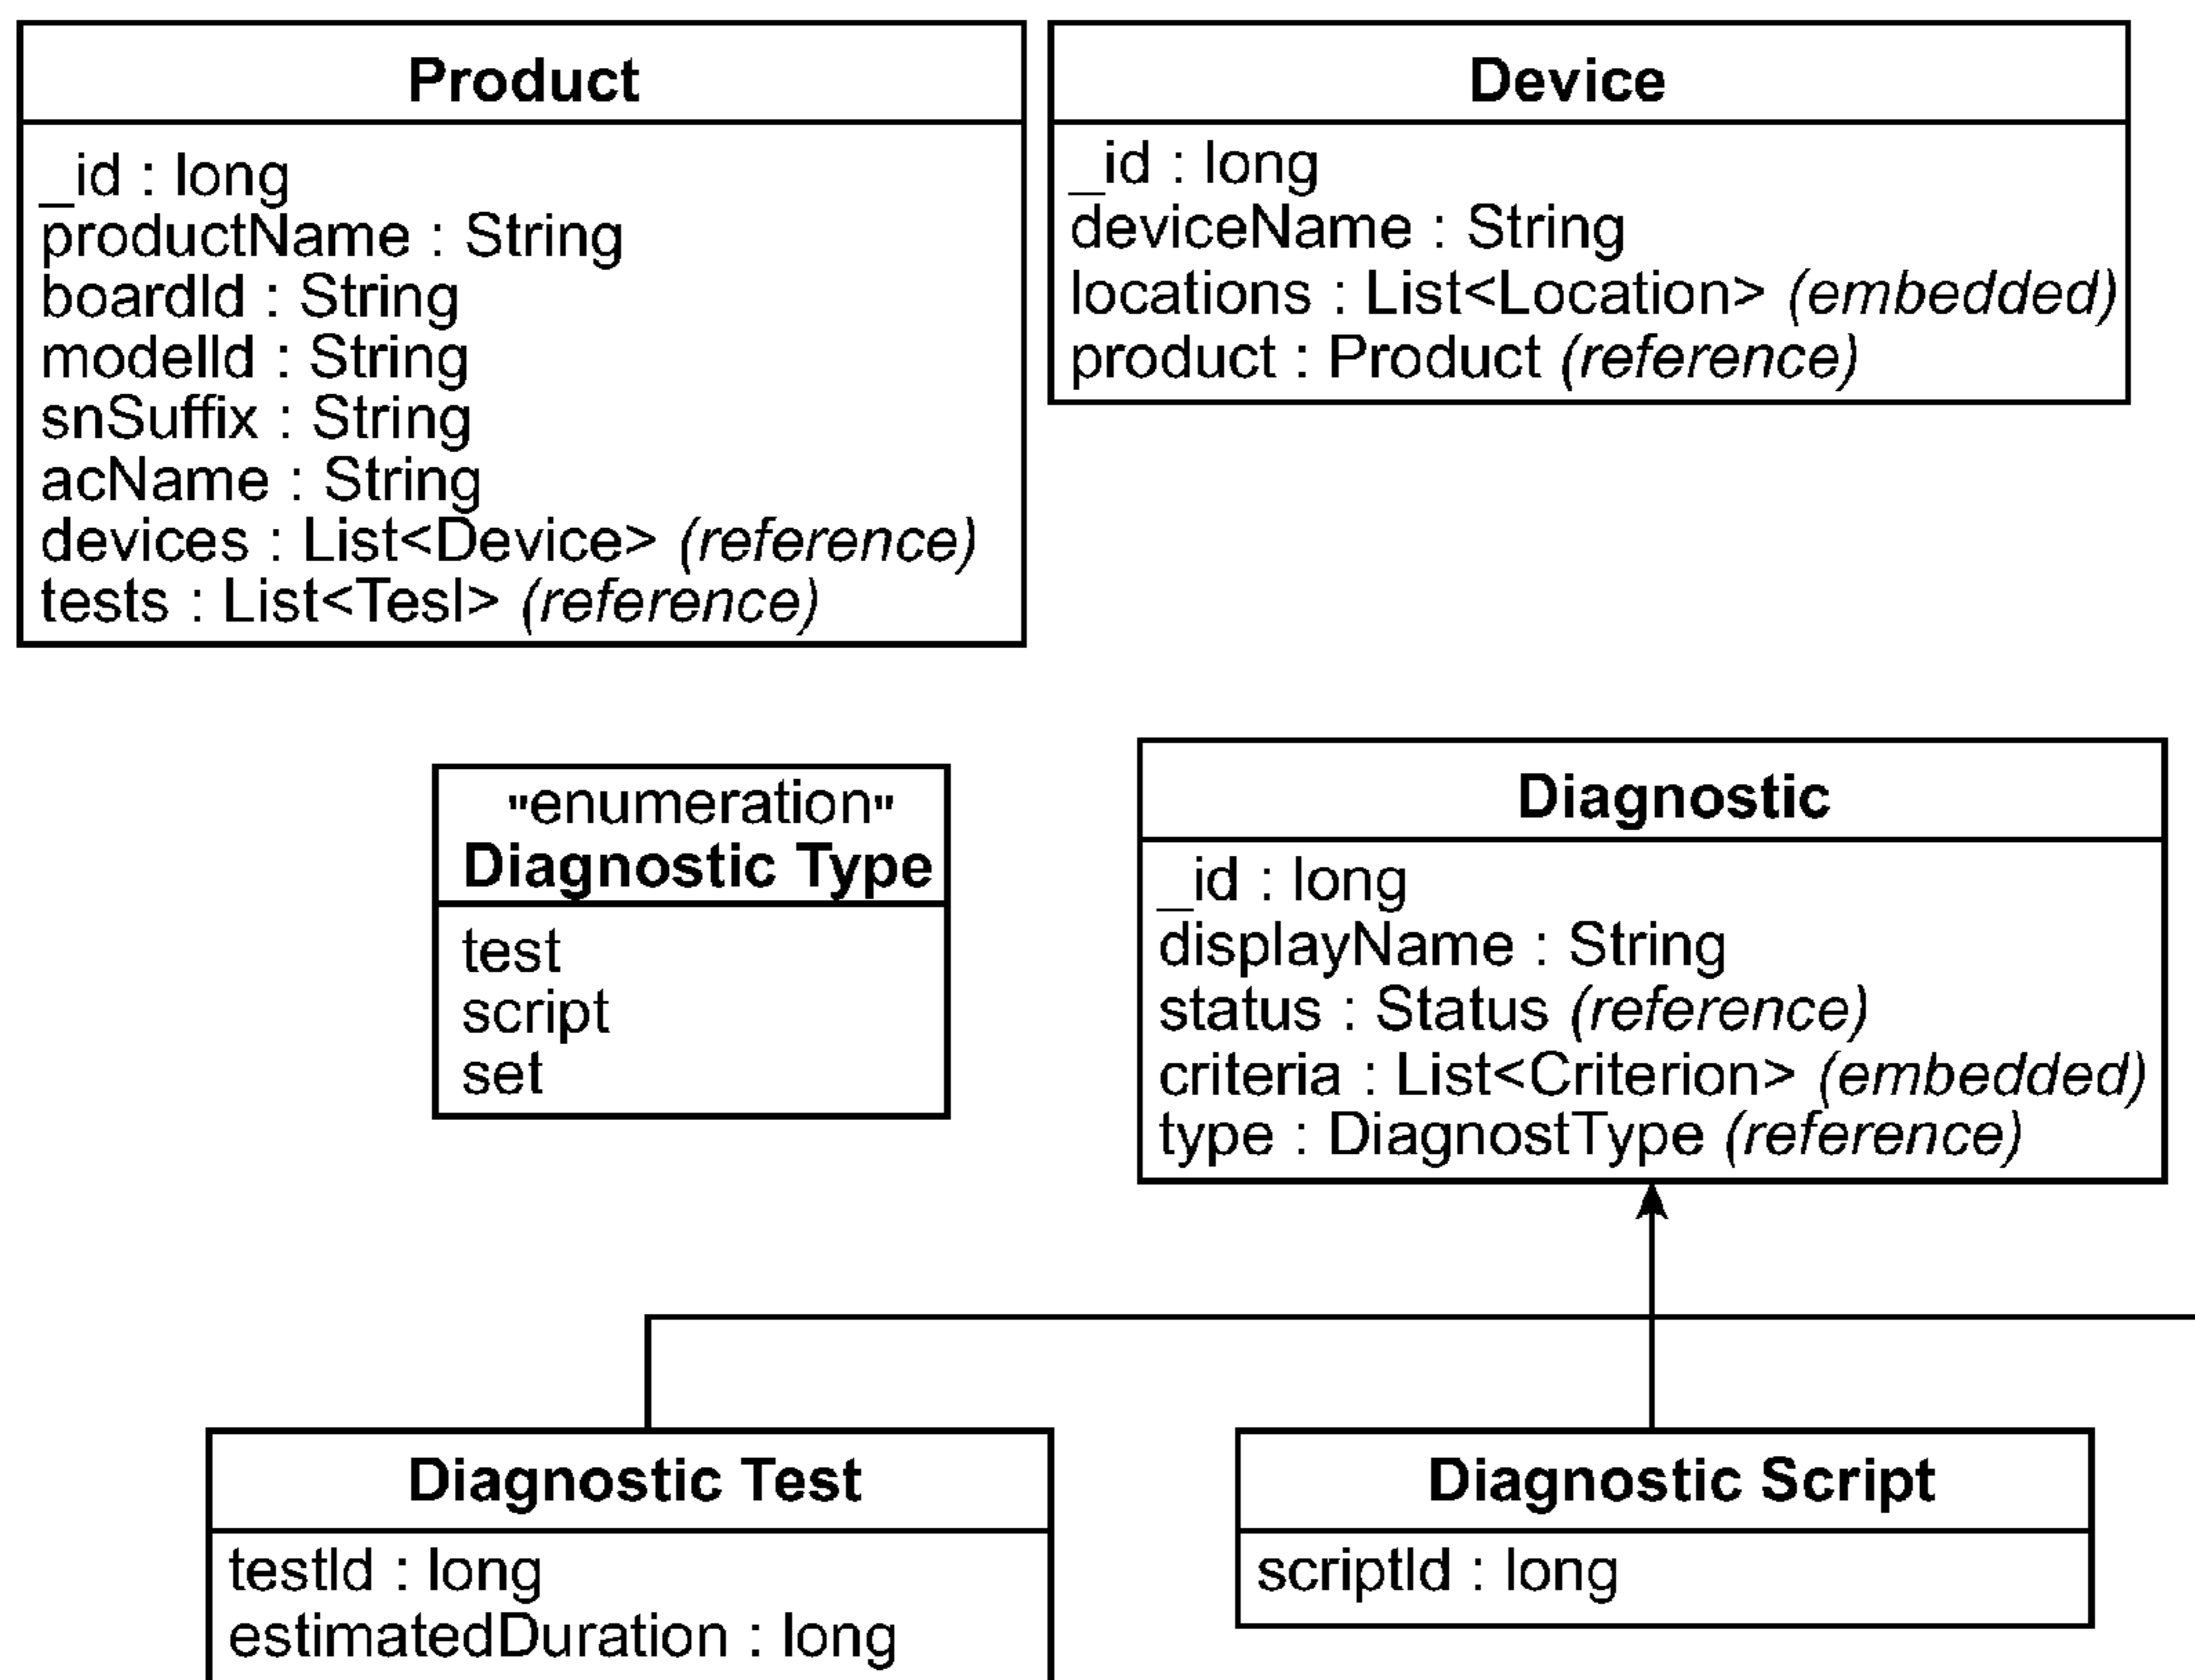 Product
_id : long
productName : String
boardId : String
modelId : String
snSuffix : String
acName : String
devices : List<Device> (reference)
tests : List<Tesl> (reference)
Device
_id : long
deviceName : String
locations : List<Location> (embedded)
product : Product (reference)
"enumeration"
Diagnostic Type
test
script
set
Diagnostic
_id : long
displayName : String
status : Status (reference)
criteria : List<Criterion> (embedded)
type : DiagnostType (reference)
Diagnostic Test
testId : long
estimatedDuration : long
Diagnostic Script
scriptId : long